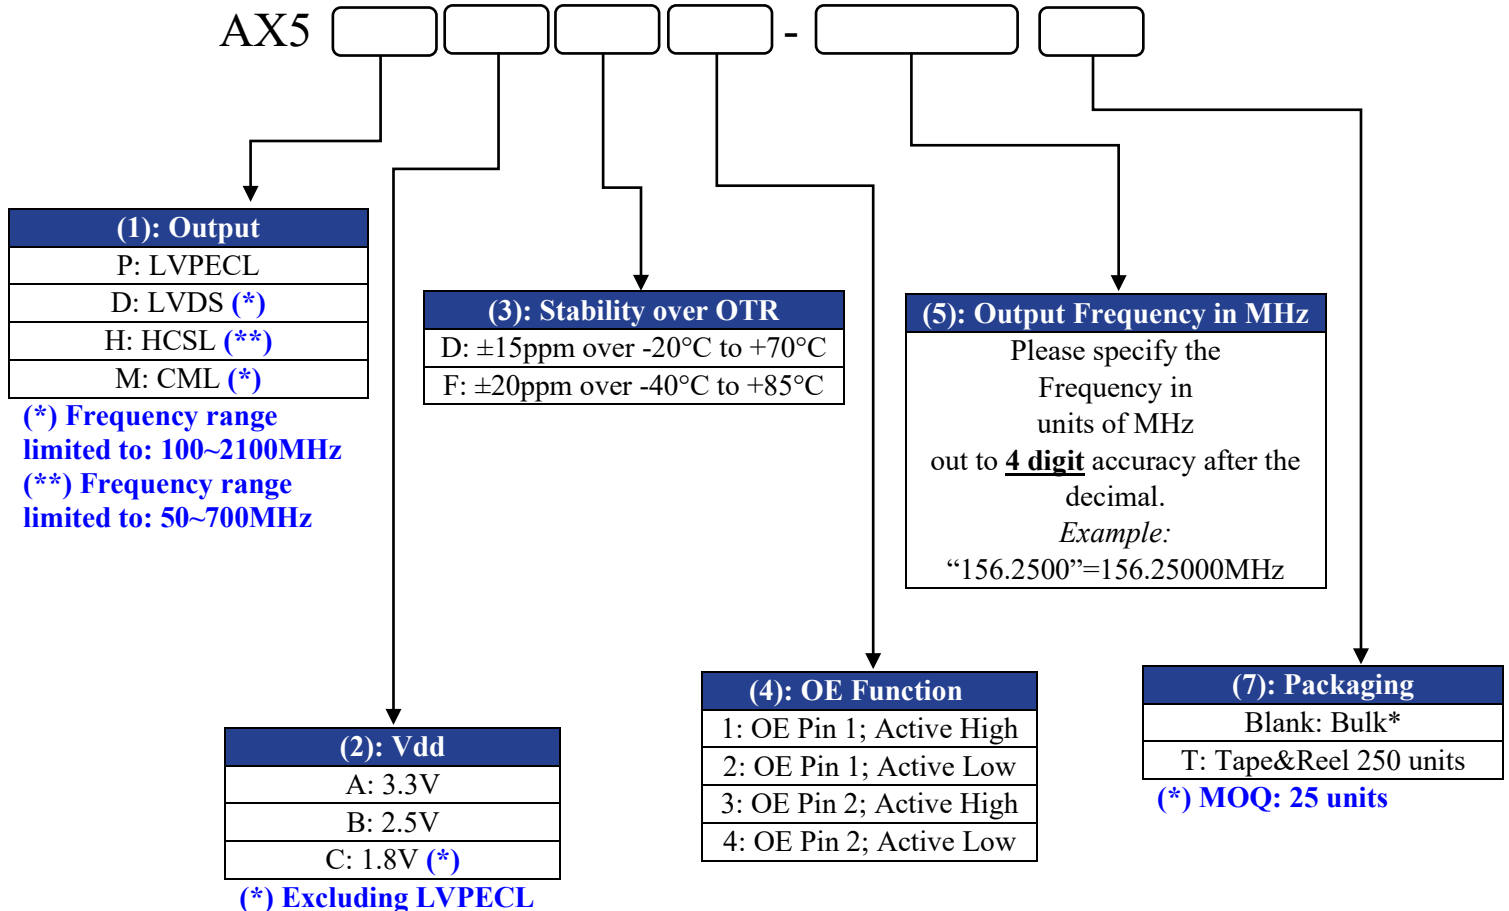 AX5 -
(1): Output
P: LVPECL
D: LVDS (*)
H: HCSL (**)
M: CML (*)
(*) Frequency range
limited to: 100~2100MHz
(**) Frequency range
limited to: 50~700MHz
(2): Vdd
A: 3.3V
B: 2.5V
C: 1.8V (*)
(*) Excluding LVPECL
(3): Stability over OTR
D: ±15ppm over -20°C to +70°C
F: ±20ppm over -40°C to +85°C
(4): OE Function
1: OE Pin 1; Active High
2: OE Pin 1; Active Low
3: OE Pin 2; Active High
4: OE Pin 2; Active Low
(5): Output Frequency in MHz
Please specify the
Frequency in
units of MHz
out to 4 digit accuracy after the
decimal.
Example:
“156.2500”=156.25000MHz
(7): Packaging
Blank: Bulk*
T: Tape&Reel 250 units
(*) MOQ: 25 units